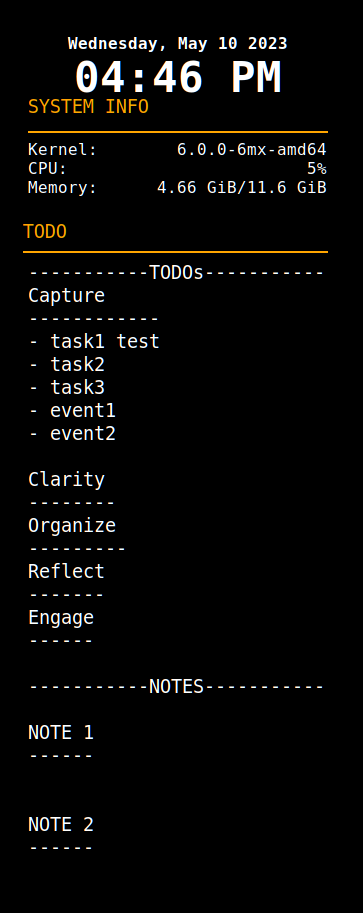 Wednesday, May 10 2023
04:46 PM
SYSTEM INFO
Kernel: 6.0.0-6mx-amd64
CPU: 5%
Memory: 4.66 GiB/11.6 GiB
TODO
-----------TODOs-----------
Capture
------------
- task1 test
- task2
- task3
- event1
- event2
Clarity
--------
Organize
---------
Reflect
-------
Engage
------
-----------NOTES-----------
NOTE 1
------
NOTE 2
------